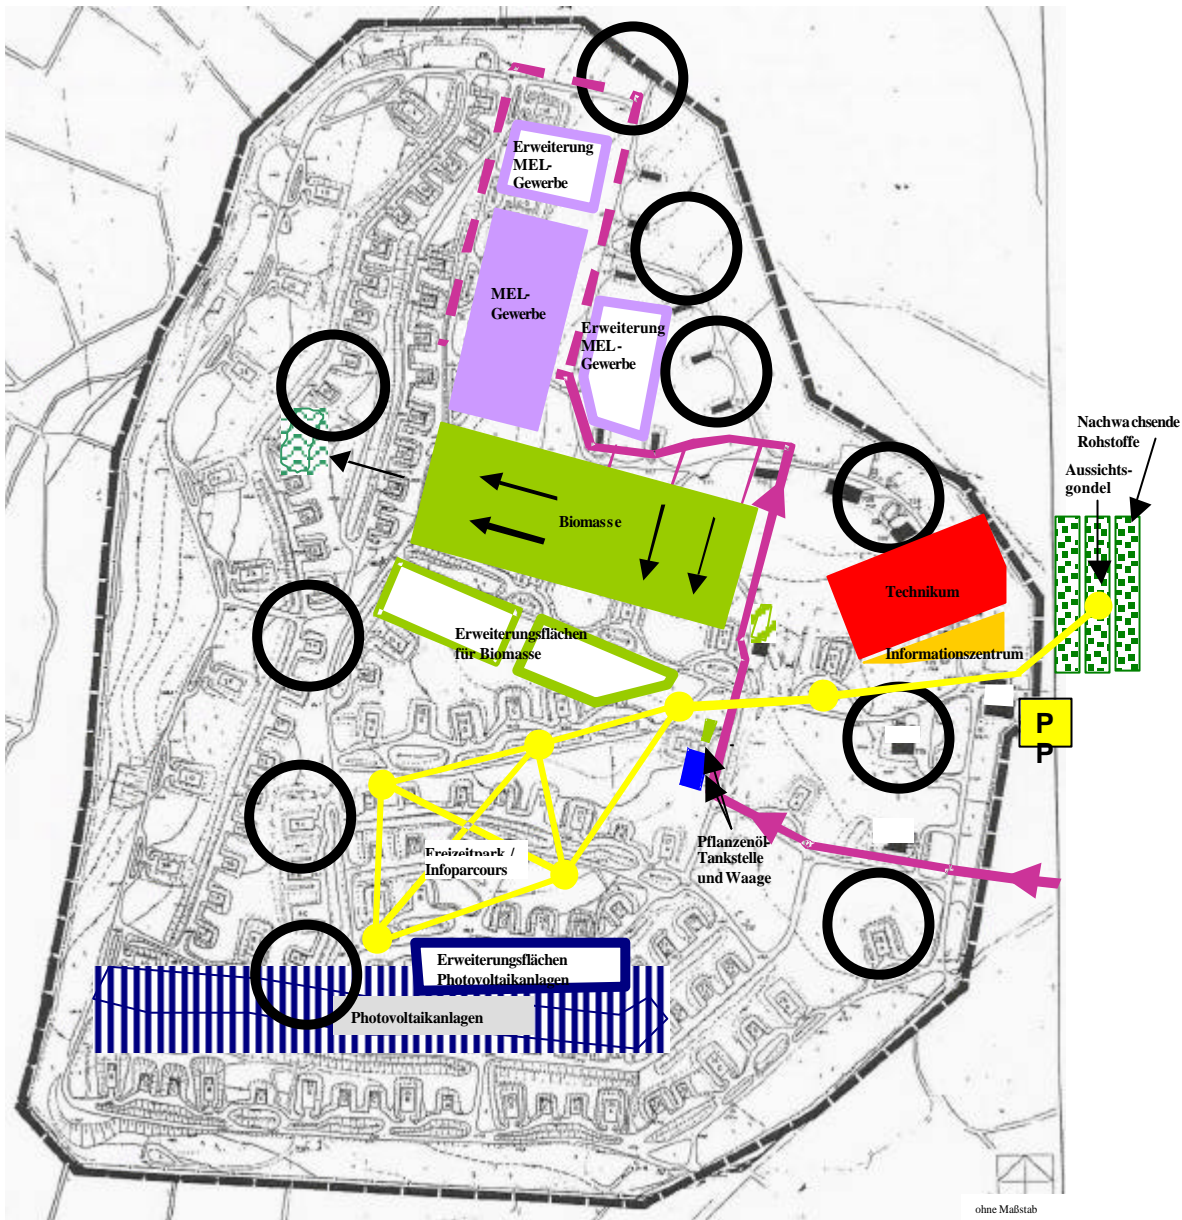 Erweiterung
MEL-
Gewerbe
MEL-
Gewerbe
Erweiterung
MEL-
Gewerbe
Nachwachsende
Rohstoffe
Aussichts-
gondel
Biomasse
Technikum
Informationszentrum
Erweiterungsflächen
für Biomasse
P
P
Pflanzenöl-
Tankstelle
und Waage
Freizeitpark /
Infoparcours
Erweiterungsflächen
Photovoltaikanlagen
Photovoltaikanlagen
ohne Maßstab